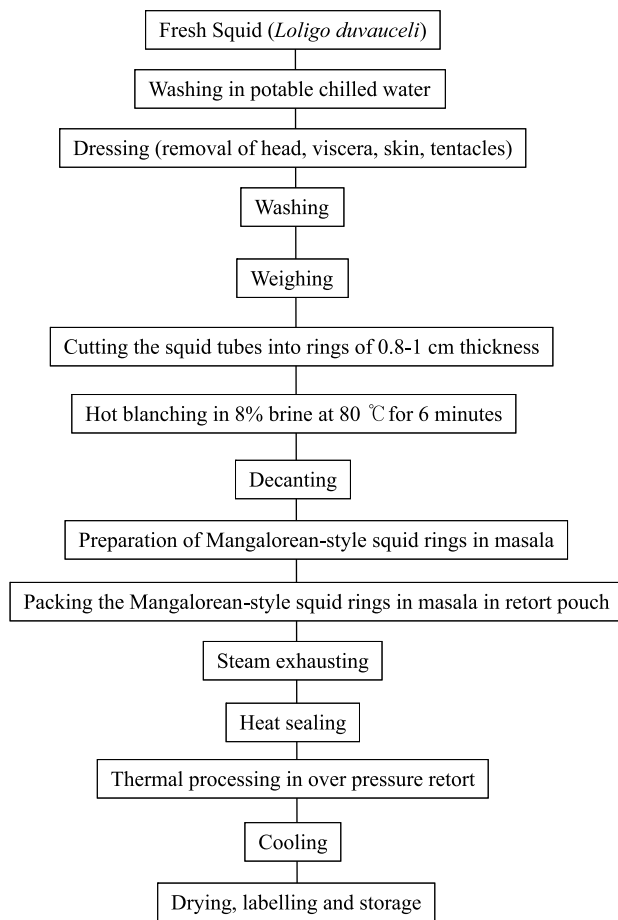 Fresh Squid (Loligo duvauceli)
Washing in potable chilled water
Dressing (removal of head, viscera, skin, tentacles)
Washing
Weighing
Cutting the squid tubes into rings of 0.8-1 cm thickness
Hot blanching in 8% brine at 80 ℃ for 6 minutes
Decanting
Preparation of Mangalorean-style squid rings in masala
Packing the Mangalorean-style squid rings in masala in retort pouch
Steam exhausting
Heat sealing
Thermal processing in over pressure retort
Cooling
Drying, labelling and storage